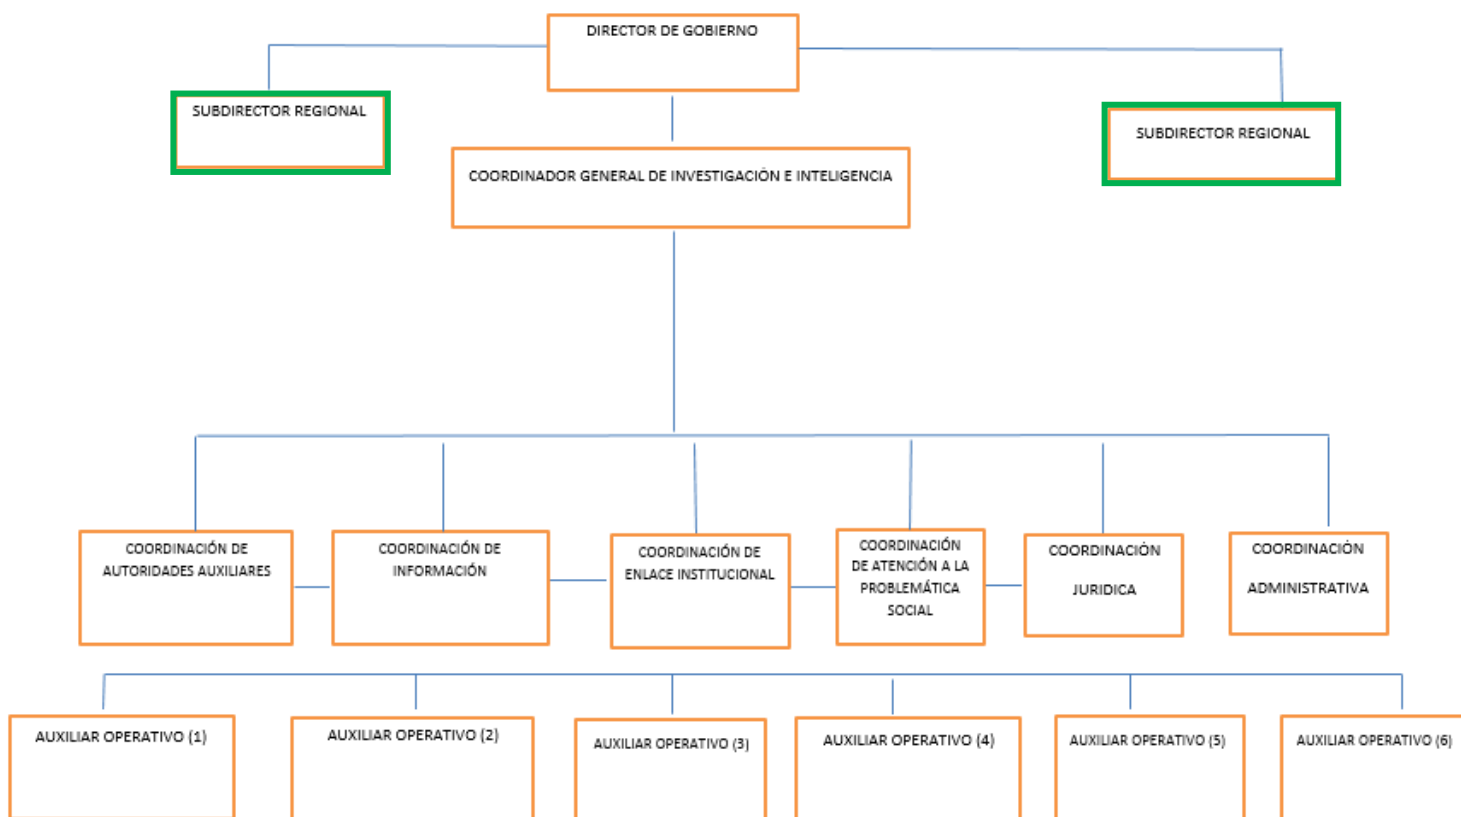 DIRECTOR DE GOBIERNO
SUBDIRECTOR REGIONAL
SUBDIRECTOR REGIONAL
COORDINADOR GENERAL DE INVESTIGACIÓN E INTELIGENCIA
COORDINACIÓN DE
AUTORIDADES AUXILIARES
COORDINACIÓN DE
INFORMACIÓN
COORDINACIÓN DE
ENLACE INSTITUCIONAL
COORDINACIÓN
DE ATENCIÓN A LA
PROBLEMÁTICA
SOCIAL
COORDINACIÓN
JURIDICA
COORDINACIÓN
ADMINISTRATIVA
AUXILIAR OPERATIVO (1)
AUXILIAR OPERATIVO (2)
AUXILIAR OPERATIVO (3)
AUXILIAR OPERATIVO (4)
AUXILIAR OPERATIVO (5)
AUXILIAR OPERATIVO (6)